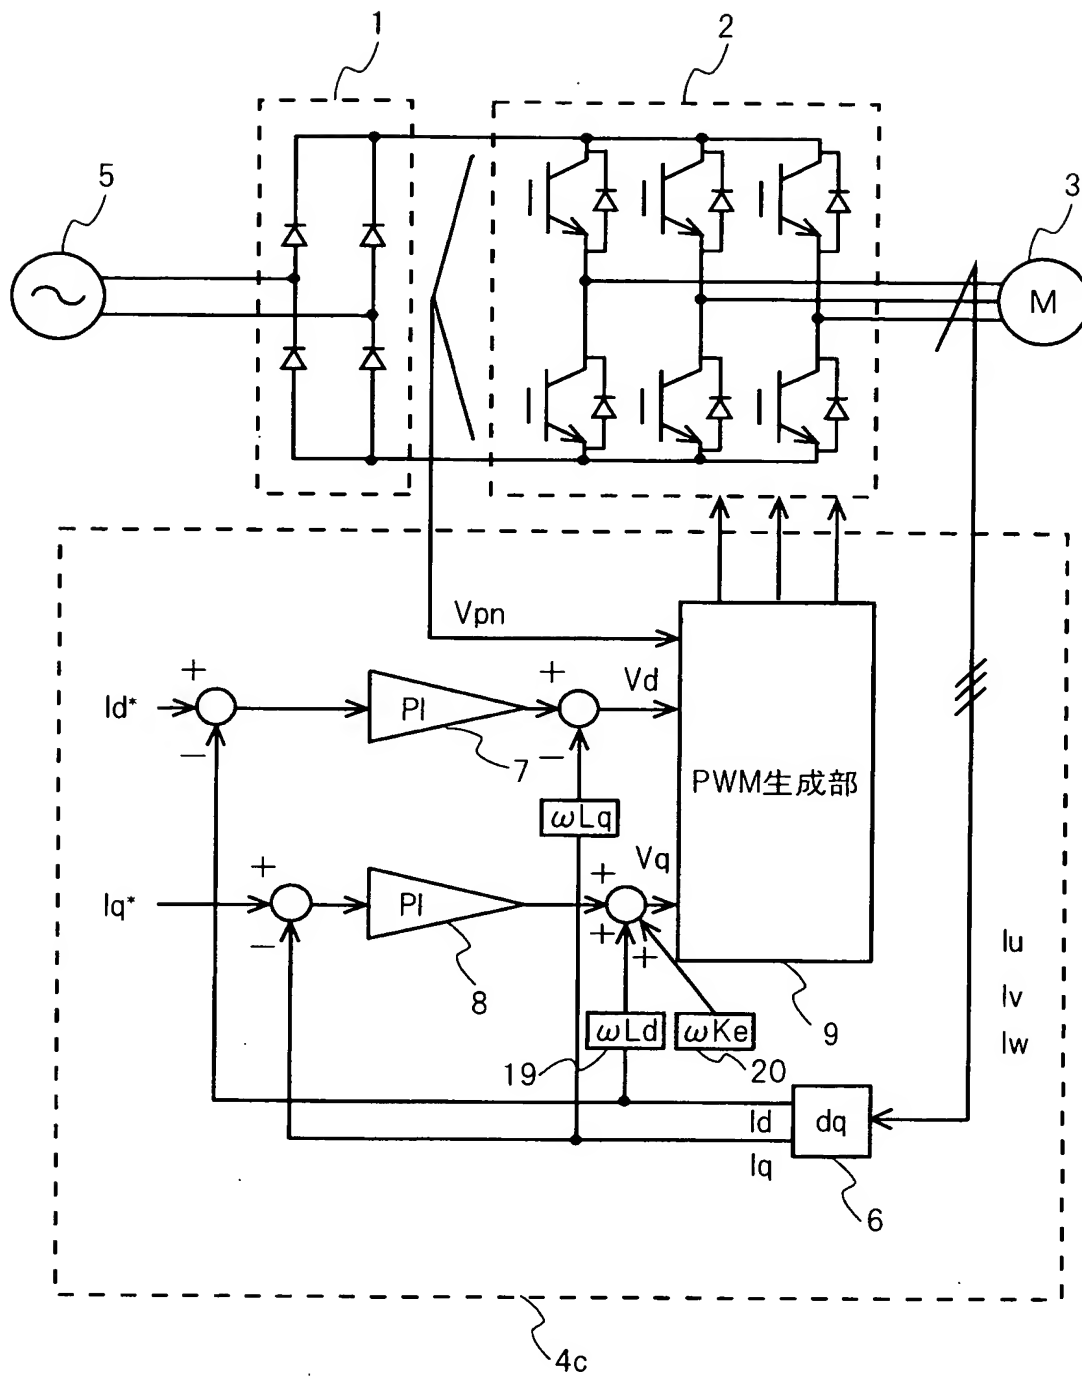 1
2
5
3
M
Vpn
Id*
+
−
PI
7
+
−
Vd
ωLq
PWM生成部
Iq*
+
−
PI
8
+
+
+
Vq
ωLd
19
ωKe
20
9
Iu
Iv
Iw
Id
Iq
dq
6
4c